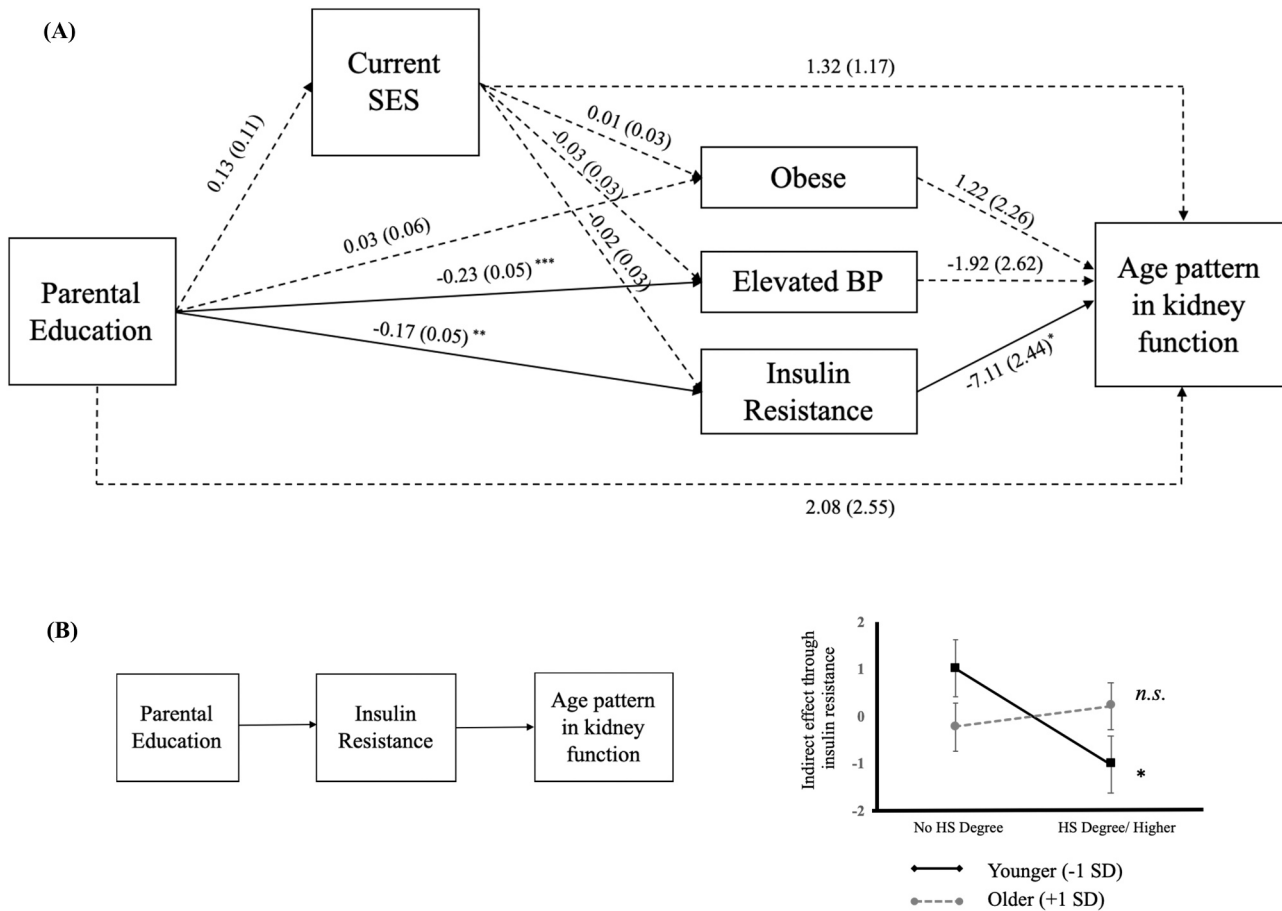 (A)
Current
SES
1.32 (1.17)
0.13 (0.11)
0.01 (0.03)
-0.03 (0.03)
-0.02 (0.03)
Obese
1.22 (2.26)
0.03 (0.06)
Parental
Education
-0.23 (0.05) ***
Elevated BP
-1.92 (2.62)
Age pattern
in kidney
function
-0.17 (0.05) **
Insulin
Resistance
-7.11 (2.44)*
2.08 (2.55)
(B)
Parental
Education
Insulin
Resistance
Age pattern
in kidney
function
Indirect effect through
insulin resistance
2
1
0
-1
-2
n.s.
*
No HS Degree
HS Degree/ Higher
Younger (-1 SD)
Older (+1 SD)